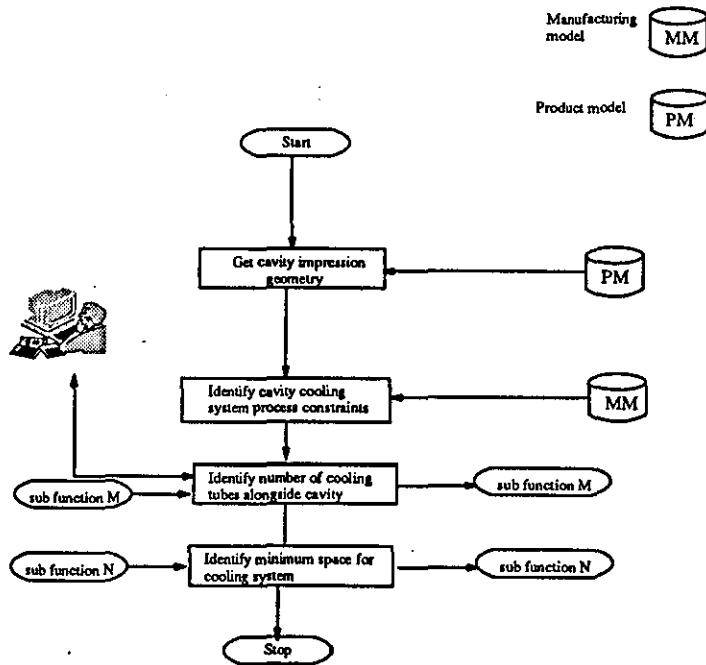 Manufacturing
model
MM
Product model
PM
Start
Get cavity impression
geometry
PM
Identify cavity cooling
system process constraints
MM
Identify number of cooling
tubes alongside cavity
sub function M
sub function M
Identify minimum space for
cooling system
sub function N
sub function N
Stop